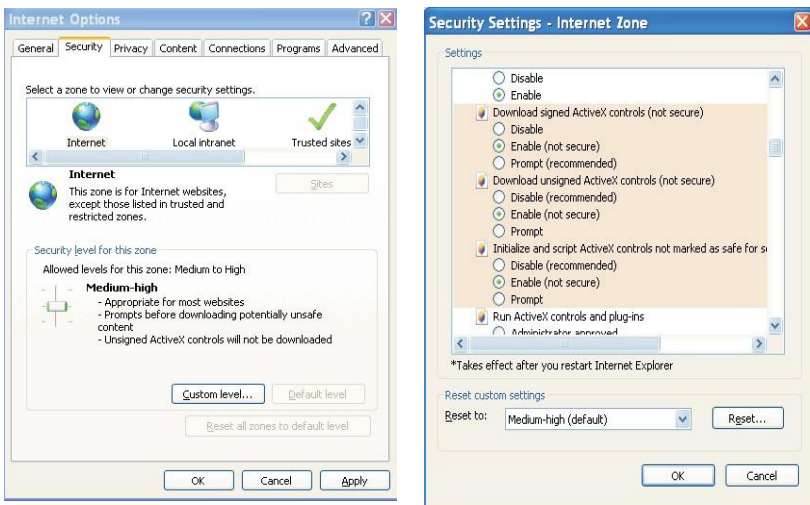 Internet Options
General Security Privacy Content Connections Programs Advanced
Select a zone to view or change security settings.
Internet Local intranet Trusted sites
Internet
This zone is for Internet websites,
except those listed in trusted and
restricted zones.
Sites
Security level for this zone
Allowed levels for this zone: Medium to High
Medium-high
- Appropriate for most websites
- Prompts before downloading potentially unsafe
content
- Unsigned ActiveX controls will not be downloaded
Custom level... Default level
Reset all zones to default level
OK Cancel Apply
Security Settings - Internet Zone
Settings
Disable
Enable
Download signed ActiveX controls (not secure)
Disable
Enable (not secure)
Prompt (recommended)
Download unsigned ActiveX controls (not secure)
Disable (recommended)
Enable (not secure)
Prompt
Initialize and script ActiveX controls not marked as safe for s
Disable (recommended)
Enable (not secure)
Prompt
Run ActiveX controls and plug-ins
Administrator approved
*Takes effect after you restart Internet Explorer
Reset custom settings
Reset to: Medium-high (default) Reset...
OK Cancel